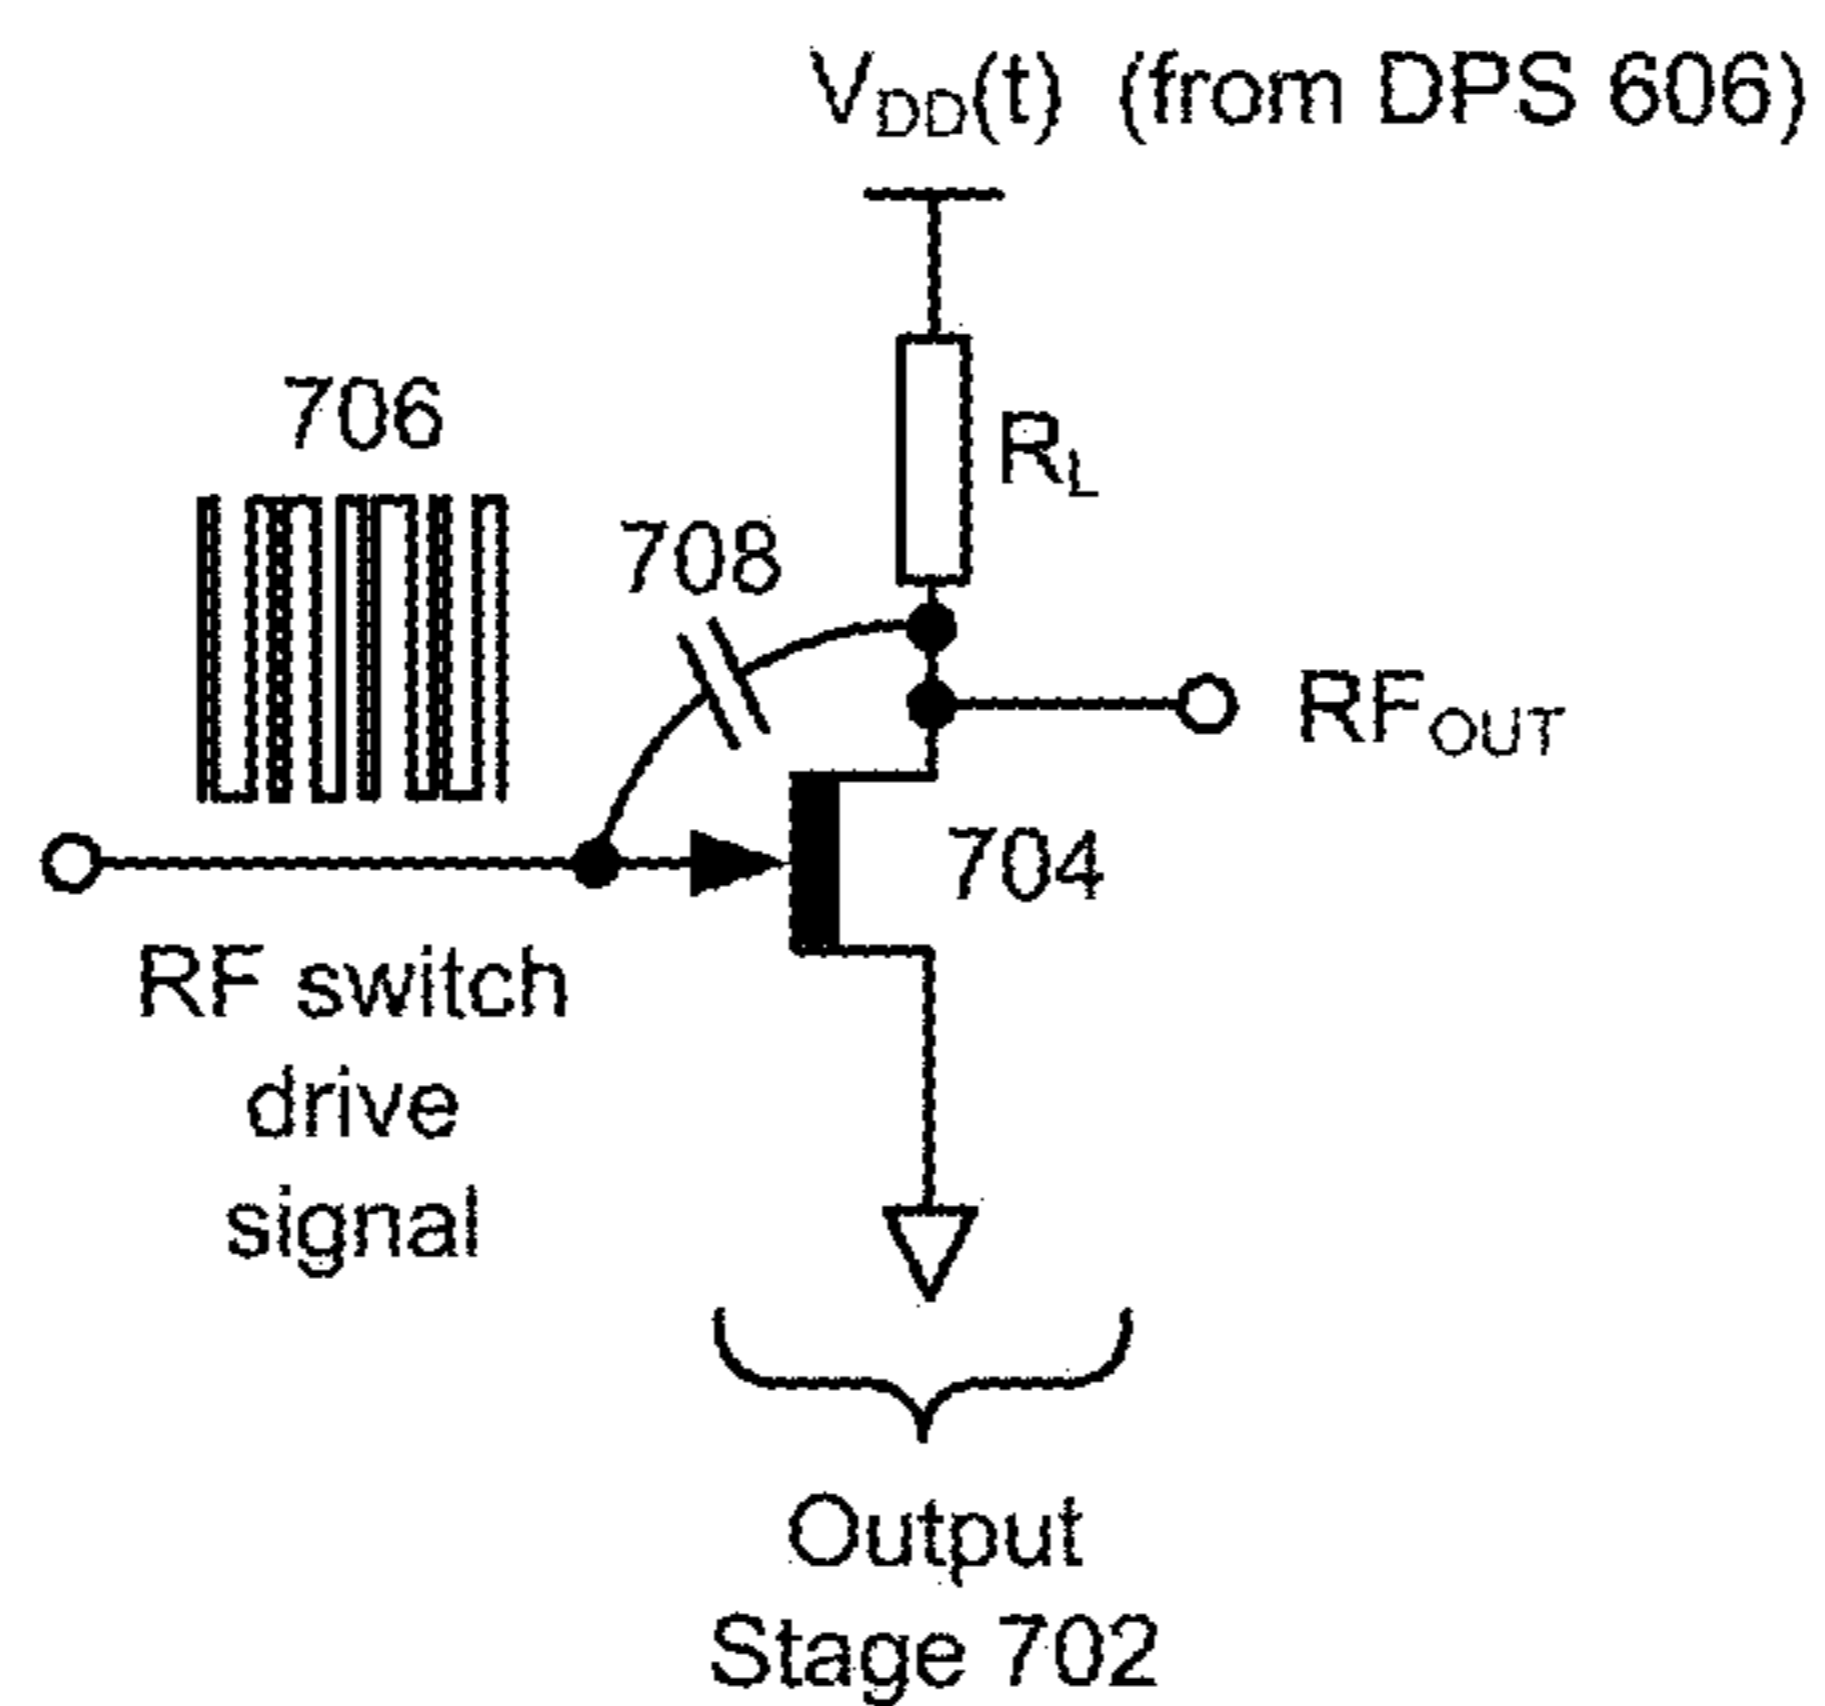 V_DD(t) (from DPS 606)
706
R_L
708
RF_OUT
704
RF switch
drive
signal
Output
Stage 702